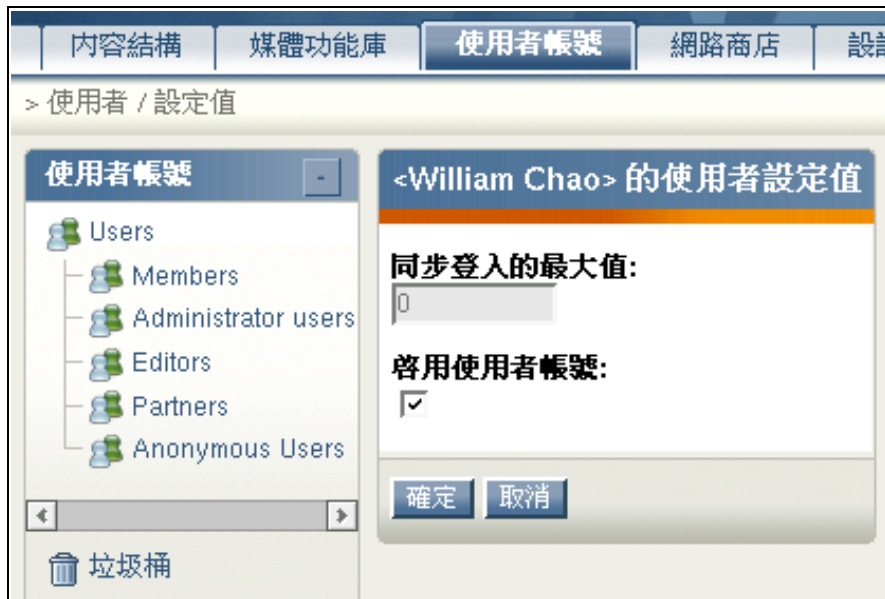 內容結構 媒體功能庫 使用者帳號 網路商店
> 使用者 / 設定值
使用者帳號 -
Users
Members
Administrator users
Editors
Partners
Anonymous Users
垃圾桶
<William Chao> 的使用者設定值
同步登入的最大值:
0
啓用使用者帳號:
確定 取消